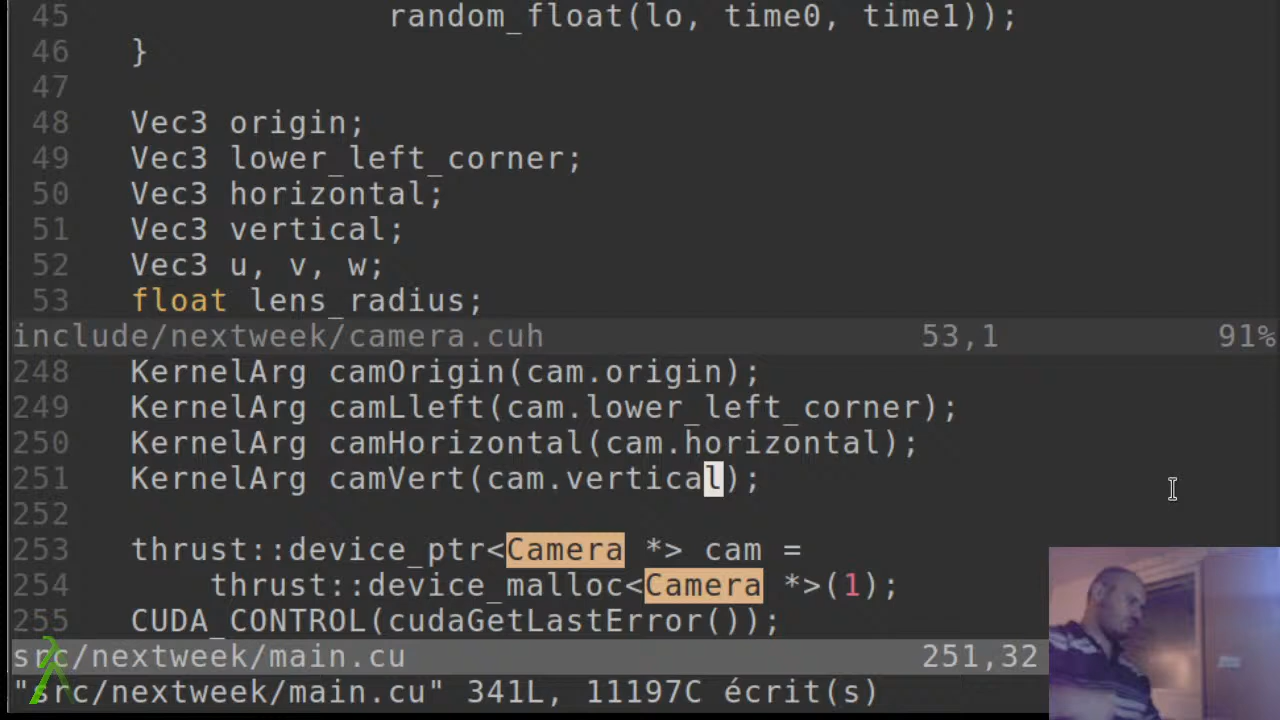 45 random_float(lo, time0, time1));
46 }
47
48 Vec3 origin;
49 Vec3 lower_left_corner;
50 Vec3 horizontal;
51 Vec3 vertical;
52 Vec3 u, v, w;
53 float lens_radius;
include/nextweek/camera.cuh 53,1 91%
248 KernelArg camOrigin(cam.origin);
249 KernelArg camLleft(cam.lower_left_corner);
250 KernelArg camHorizontal(cam.horizontal);
251 KernelArg camVert(cam.vertical);
252
253 thrust::device_ptr<Camera *> cam =
254 thrust::device_malloc<Camera *>(1);
255 CUDA_CONTROL(cudaGetLastError());
src/nextweek/main.cu 251,32
"src/nextweek/main.cu" 341L, 11197C écrit(s)